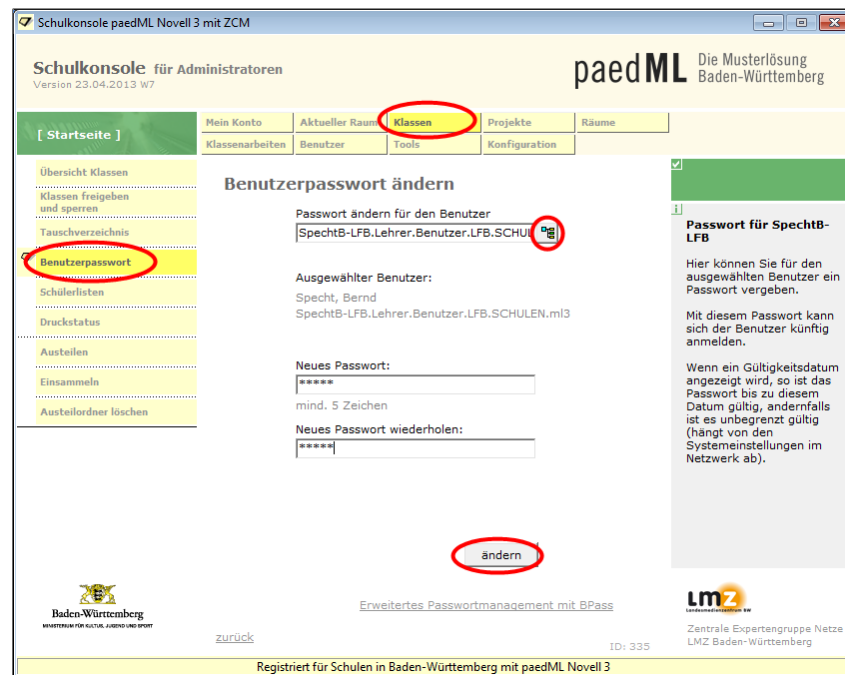 Schulkonsole paedML Novell 3 mit ZCM
Schulkonsole für Administratoren
Version 23.04.2013 W7
paedML Die Musterlösung
Baden-Württemberg
[ Startseite ]
Mein Konto Aktueller Raum Klassen Projekte Räume
Klassenarbeiten Benutzer Tools Konfiguration
Übersicht Klassen
Klassen freigeben
und sperren
Tauschverzeichnis
Benutzerpasswort
Schülerlisten
Druckstatus
Austeilen
Einsammeln
Austeilordner löschen
Benutzerpasswort ändern
Passwort ändern für den Benutzer
SpechtB-LFB.Lehrer.Benutzer.LFB.SCHUL
Ausgewählter Benutzer:
Specht, Bernd
SpechtB-LFB.Lehrer.Benutzer.LFB.SCHULEN.ml3
Neues Passwort:
*****
mind. 5 Zeichen
Neues Passwort wiederholen:
*****
ändern
Erweitertes Passwortmanagement mit BPass
zurück
ID: 335
Passwort für SpechtB-
LFB
Hier können Sie für den
ausgewählten Benutzer ein
Passwort vergeben.
Mit diesem Passwort kann
sich der Benutzer künftig
anmelden.
Wenn ein Gültigkeitsdatum
angezeigt wird, so ist das
Passwort bis zu diesem
Datum gültig, andernfalls
ist es unbegrenzt gültig
(hängt von den
Systemeinstellungen im
Netzwerk ab).
Baden-Württemberg
MINISTERIUM FÜR KULTUS, JUGEND UND SPORT
LMZ
Landesmedienzentrum BW
Zentrale Expertengruppe Netze
LMZ Baden-Württemberg
Registriert für Schulen in Baden-Württemberg mit paedML Novell 3